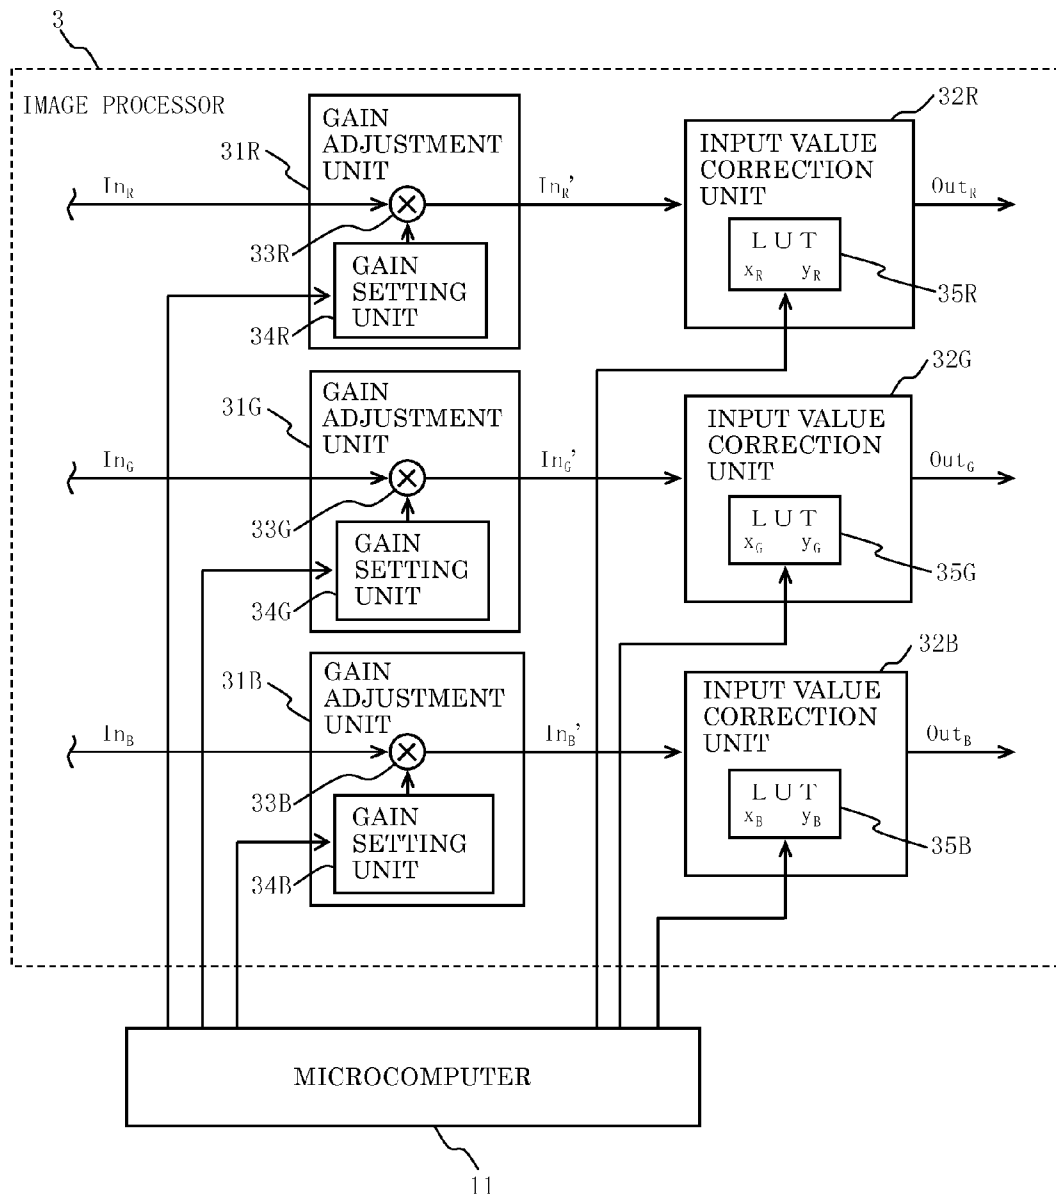 3
IMAGE PROCESSOR
31R
GAIN
ADJUSTMENT
UNIT
32R
INPUT VALUE
CORRECTION
UNIT
In_R
In_R'
Out_R
33R
GAIN
SETTING
UNIT
34R
LUT
x_R y_R
35R
31G
GAIN
ADJUSTMENT
UNIT
32G
INPUT VALUE
CORRECTION
UNIT
In_G
In_G'
Out_G
33G
GAIN
SETTING
UNIT
34G
LUT
x_G y_G
35G
31B
GAIN
ADJUSTMENT
UNIT
32B
INPUT VALUE
CORRECTION
UNIT
In_B
In_B'
Out_B
33B
GAIN
SETTING
UNIT
34B
LUT
x_B y_B
35B
MICROCOMPUTER
11